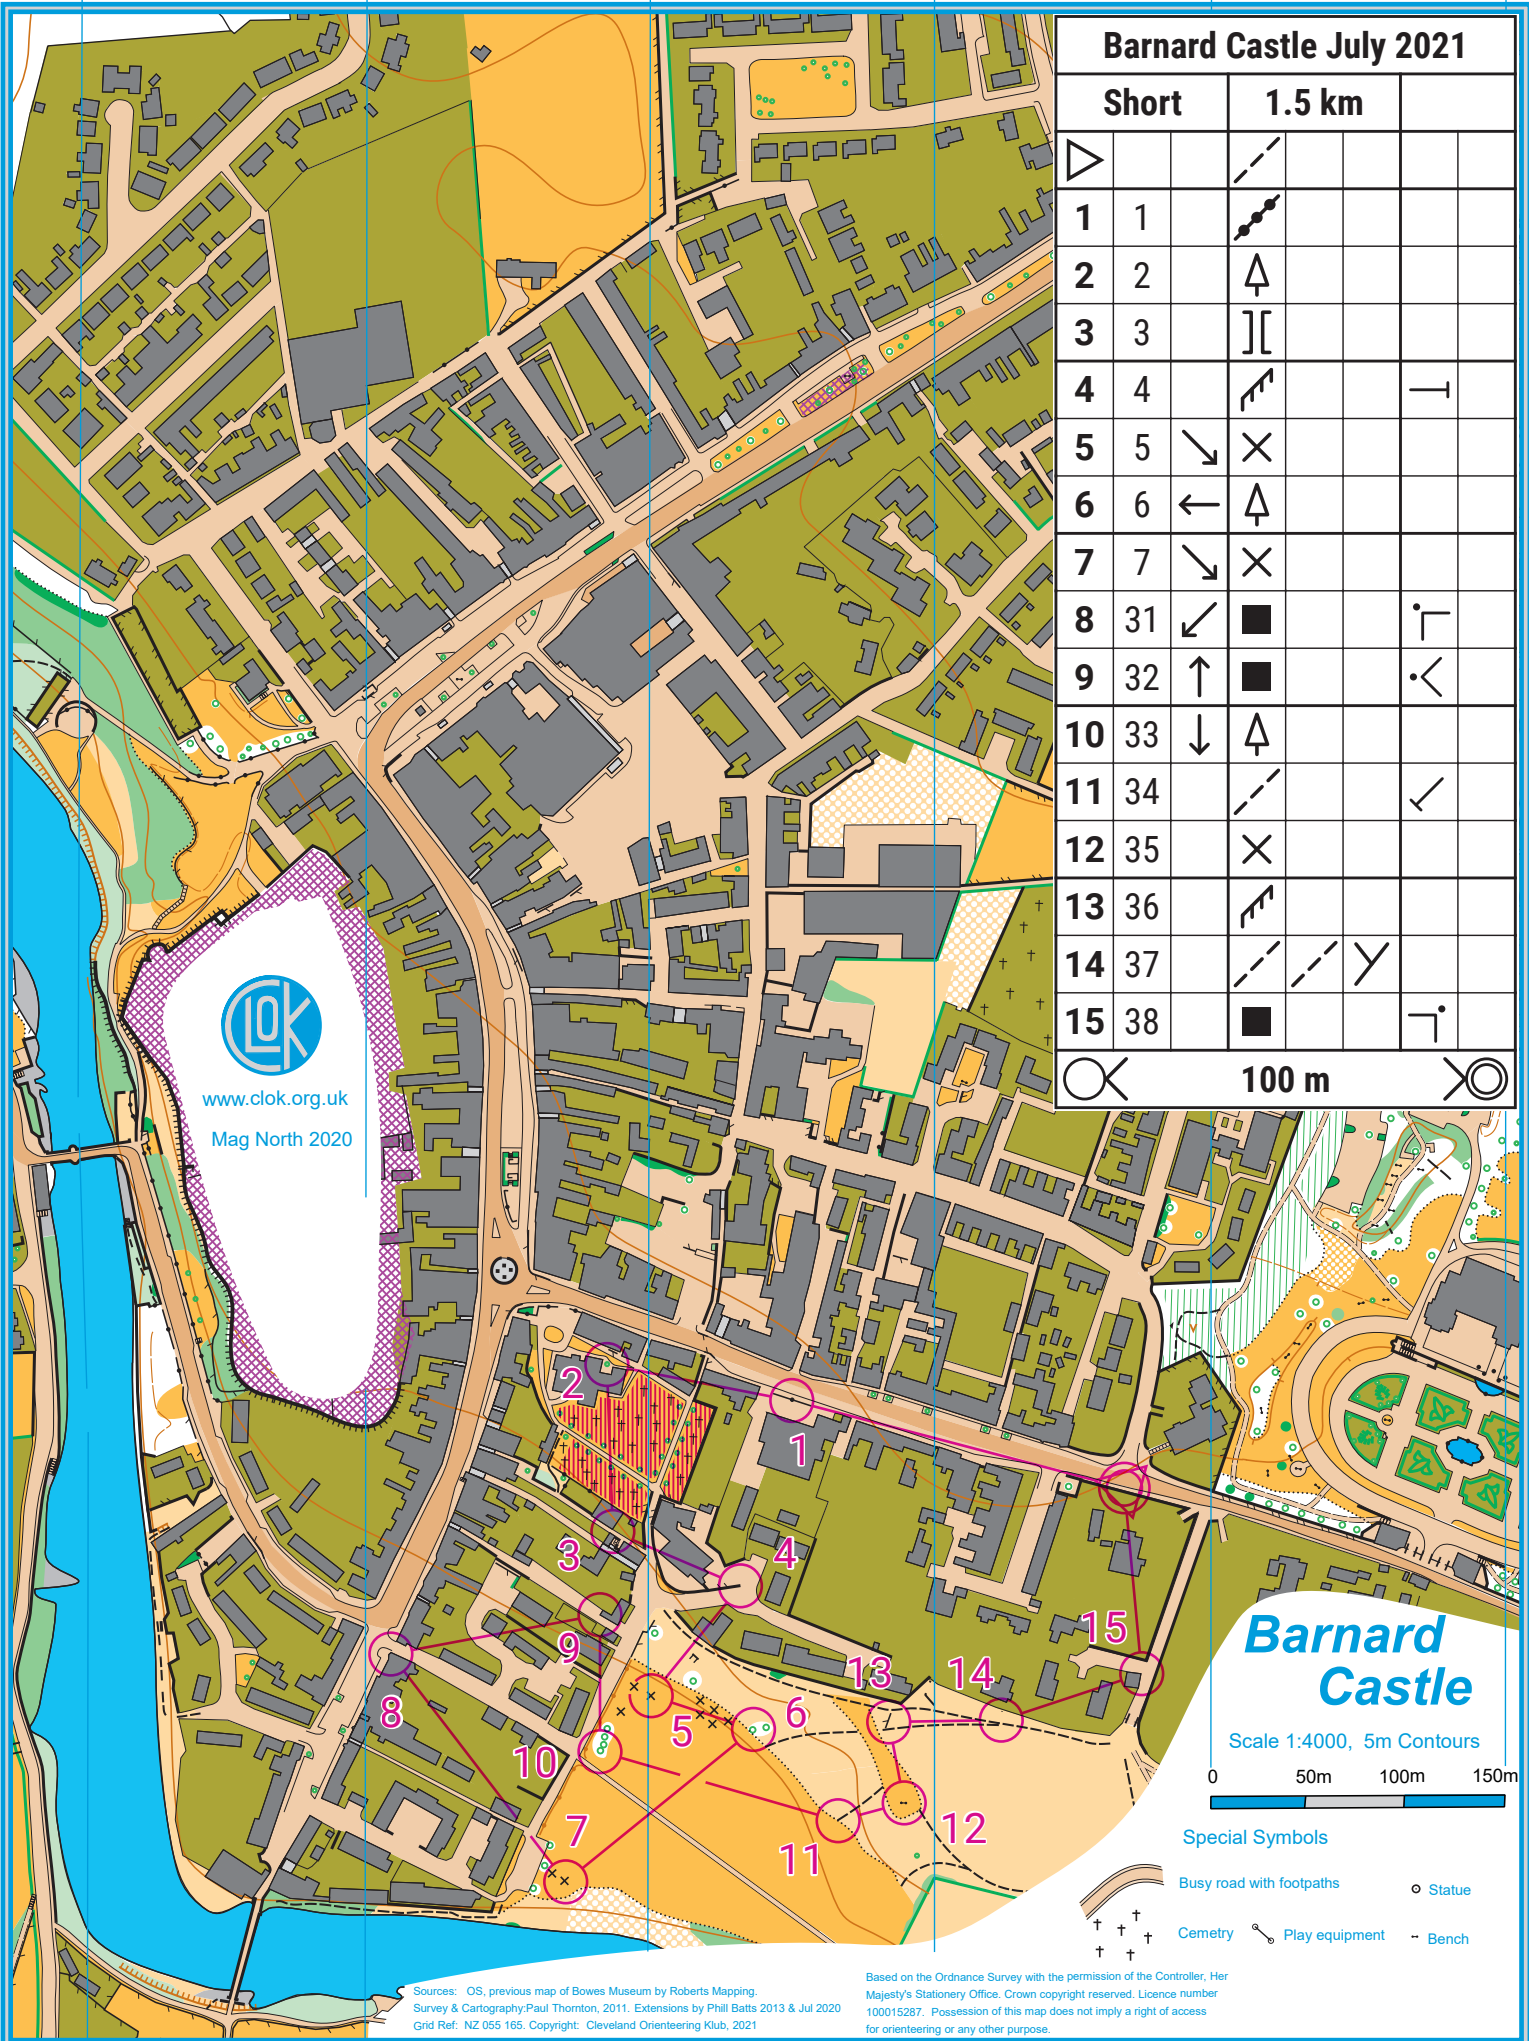 Barnard Castle July 2021
Short 1.5 km
1 1
2 2
3 3
4 4
5 5
6 6
7 7
8 31
9 32
10 33
11 34
12 35
13 36
14 37
15 38
100 m
CLOK
www.clok.org.uk
Mag North 2020
2
1
3
4
9
15
13
14
8
5
6
10
7
11
12
Barnard
Castle
Scale 1:4000, 5m Contours
0 50m 100m 150m
Special Symbols
Busy road with footpaths
Statue
Cemetry
Play equipment
Bench
Sources: OS, previous map of Bowes Museum by Roberts Mapping.
Survey & Cartography:Paul Thornton, 2011. Extensions by Phill Batts 2013 & Jul 2020
Grid Ref: NZ 055 165. Copyright: Cleveland Orienteering Klub, 2021
Based on the Ordnance Survey with the permission of the Controller, Her
Majesty's Stationery Office. Crown copyright reserved. Licence number
100015287. Possession of this map does not imply a right of access
for orienteering or any other purpose.